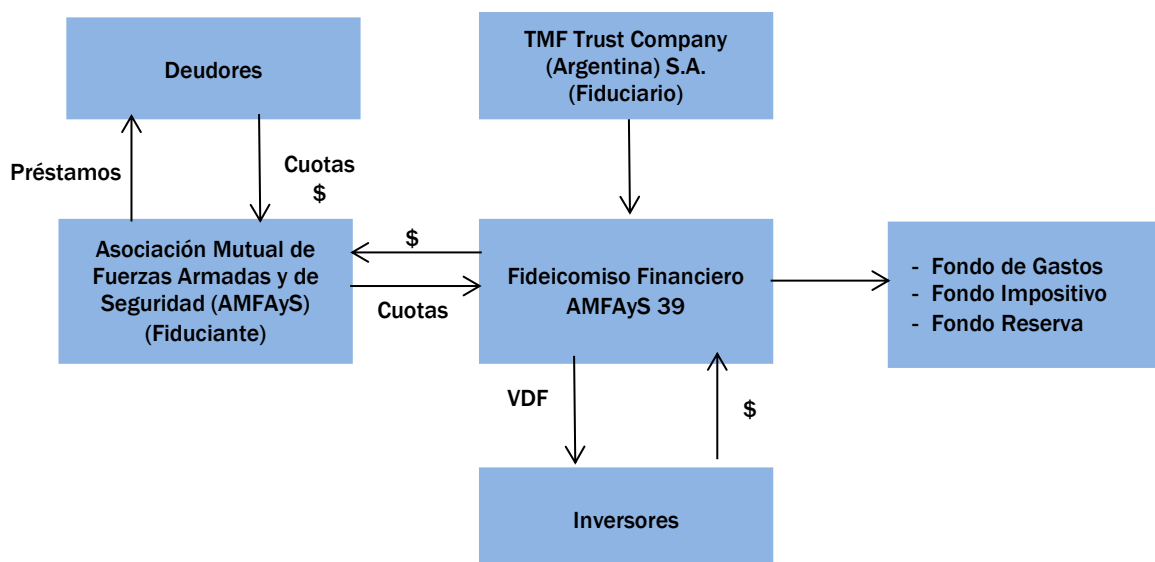 Deudores
TMF Trust Company
(Argentina) S.A.
(Fiduciario)
Préstamos
Cuotas
$
Asociación Mutual de
Fuerzas Armadas y de
Seguridad (AMFAyS)
(Fiduciante)
$
Cuotas
Fideicomiso Financiero
AMFAyS 39
- Fondo de Gastos
- Fondo Impositivo
- Fondo Reserva
VDF
$
Inversores